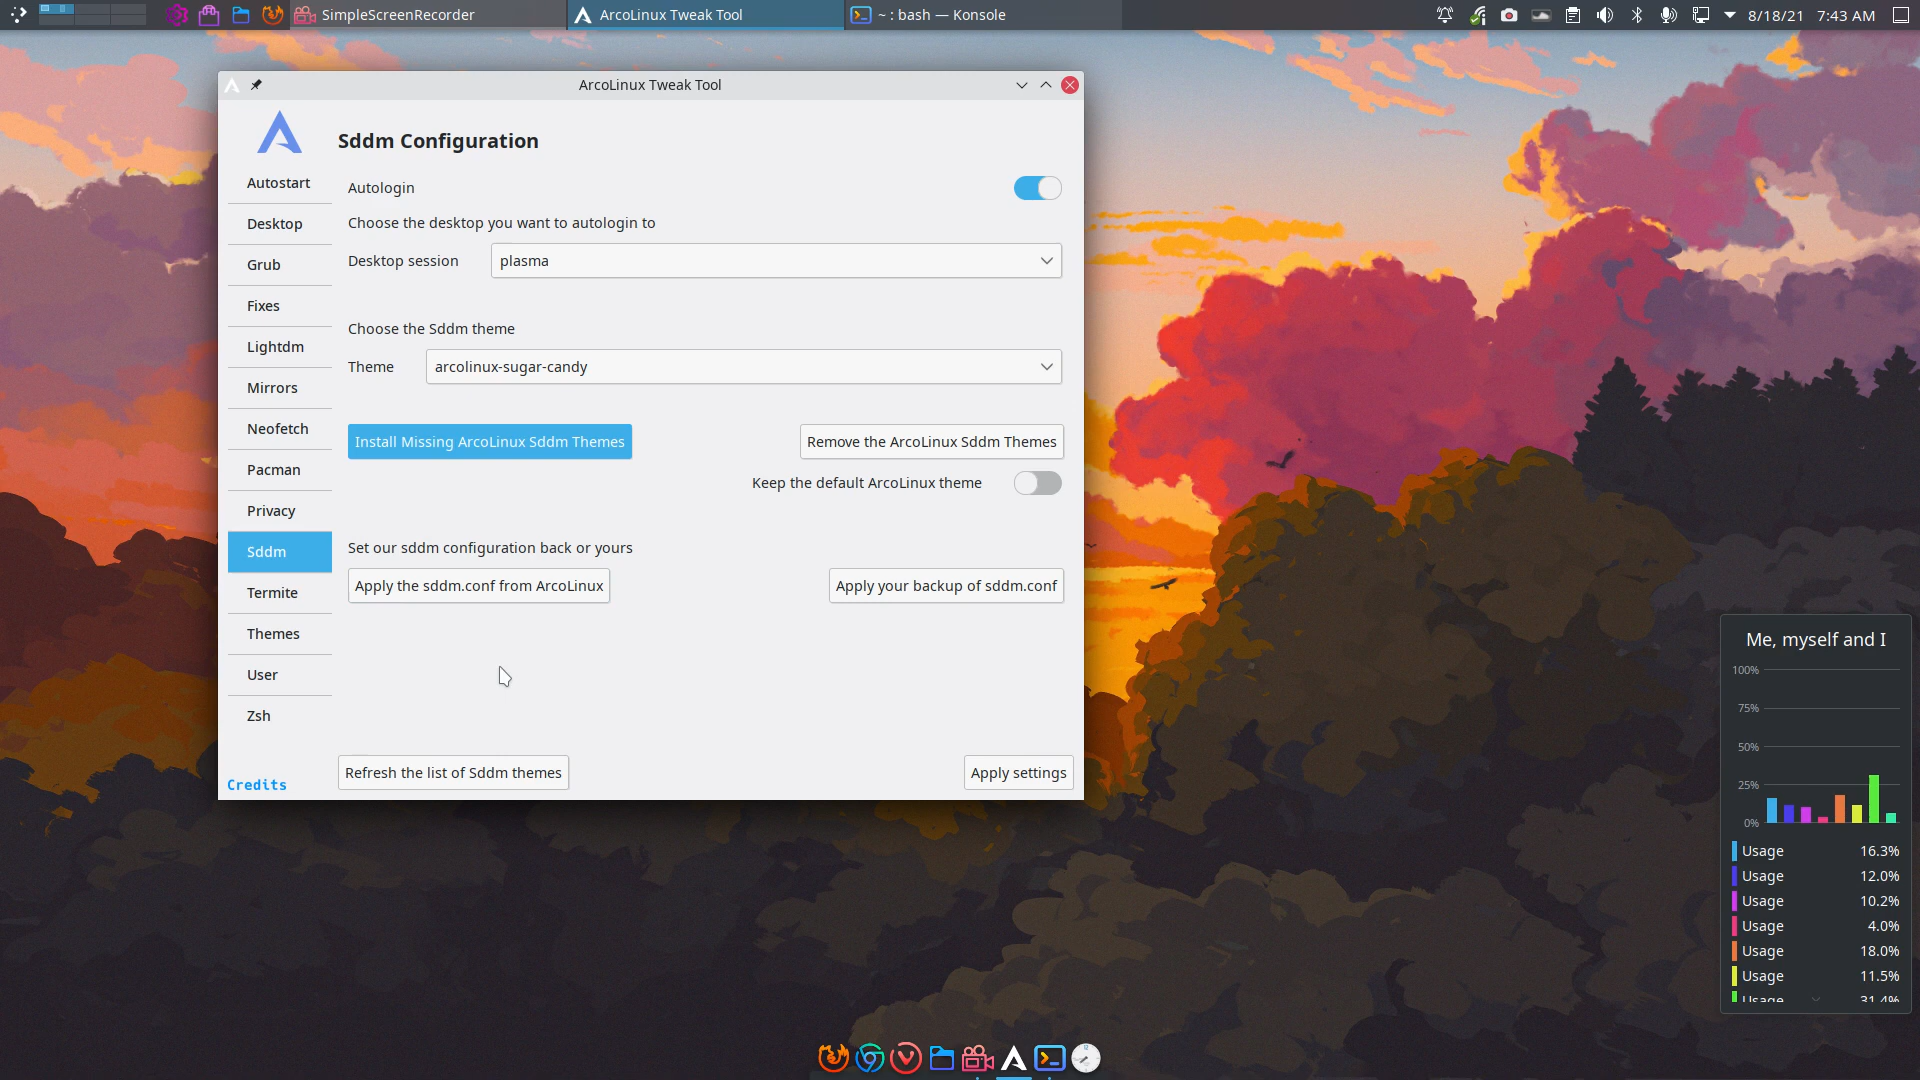 SimpleScreenRecorder
ArcoLinux Tweak Tool
~ : bash — Konsole
8/18/21 7:43 AM
ArcoLinux Tweak Tool
Sddm Configuration
Autostart
Desktop
Grub
Fixes
Lightdm
Mirrors
Neofetch
Pacman
Privacy
Sddm
Termite
Themes
User
Zsh
Credits
Autologin
Choose the desktop you want to autologin to
Desktop session plasma
Choose the Sddm theme
Theme arcolinux-sugar-candy
Install Missing ArcoLinux Sddm Themes Remove the ArcoLinux Sddm Themes
Keep the default ArcoLinux theme
Set our sddm configuration back or yours
Apply the sddm.conf from ArcoLinux Apply your backup of sddm.conf
Refresh the list of Sddm themes Apply settings
Me, myself and I
100%
75%
50%
25%
0%
Usage 16.3%
Usage 12.0%
Usage 10.2%
Usage 4.0%
Usage 18.0%
Usage 11.5%
Usage 31.4%